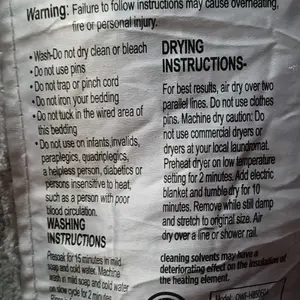 Warning: Failure to follow instructions may cause overheating,
fire or personal injury.
• Wash-Do not dry clean or bleach
• Do not use pins
• Do not trap or pinch cord
• Do not iron your bedding
• Do not tuck in the wired area of
this bedding
• Do not use on infants,invalids,
paraplegics, quadriplegics,
a helpless person, diabetics or
persons insensitive to heat,
such as a person with poor
blood circulation.
WASHING
INSTRUCTIONS
Presoak for 15 minutes in mild
soap and cold water. Machine
wash in mild soap and cold water
on slow cycle for 2 minutes.
DRYING
INSTRUCTIONS-
For best results, air dry over two
parallel lines. Do not use clothes
pins. Machine dry caution: Do
not use commercial dryers or
dryers at your local laundromat.
Preheat dryer on low temperature
setting for 2 minutes. Add electric
blanket and tumble dry for 10
minutes. Remove while still damp
and stretch to original size. Air
dry over a line or shower rail.
cleaning solvents may have a
deteriorating effect on the insulation of
the heating element.
Model: